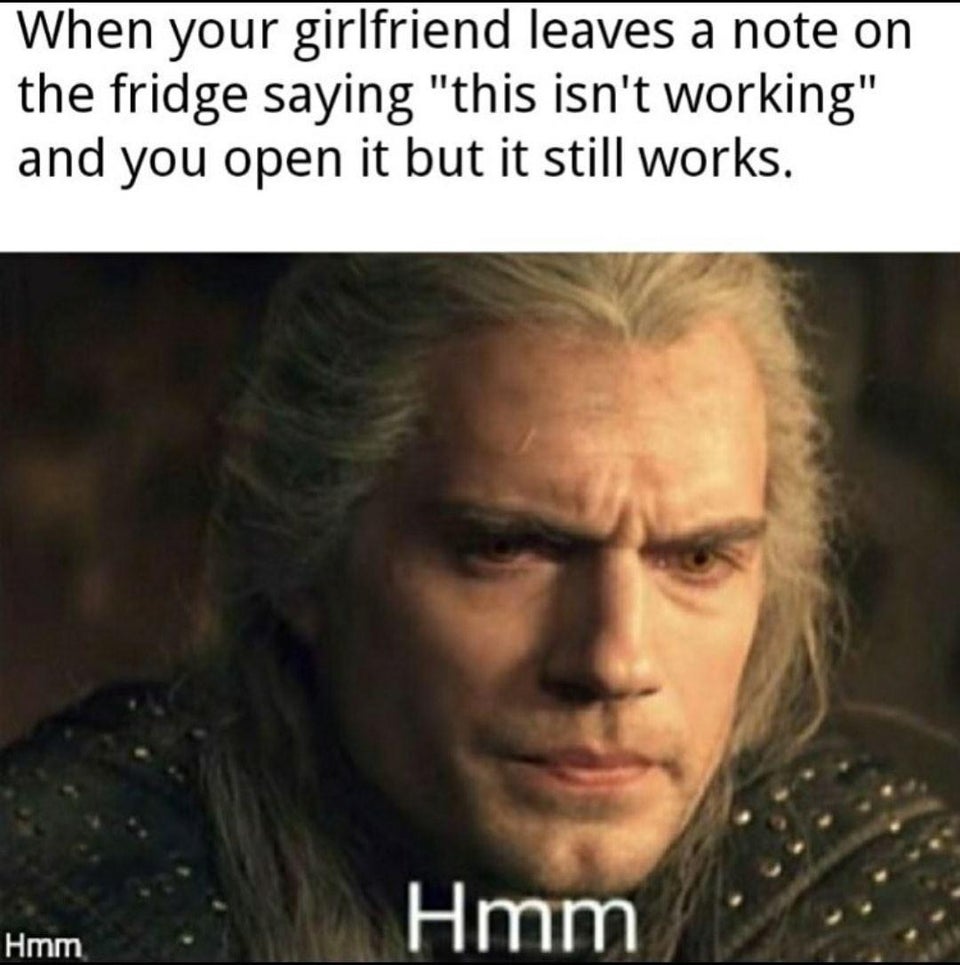 When your girlfriend leaves a note on
the fridge saying "this isn't working"
and you open it but it still works.
Hmm
Hmm